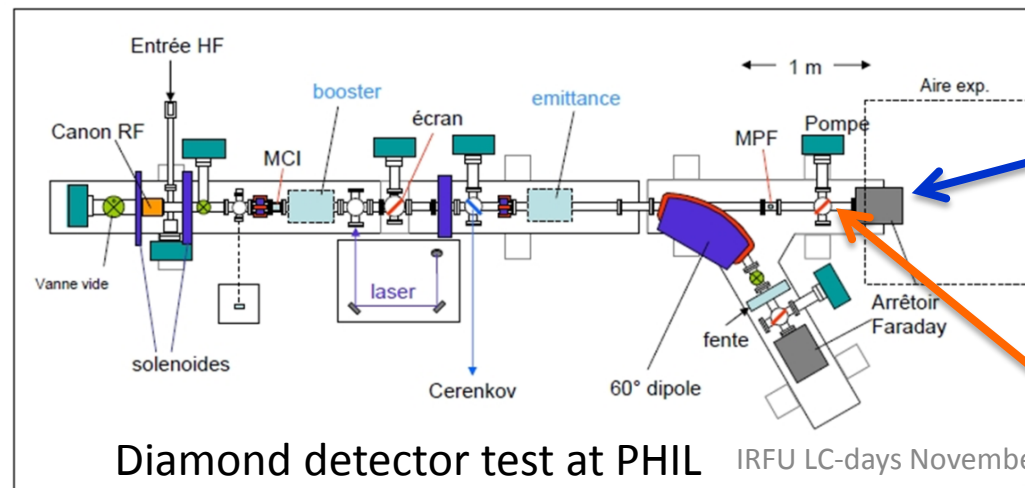 Entrée HF
1 m
Aire exp.
booster
écran
emittance
Canon RF
MCI
MPF
Pompe
Vanne vide
laser
Arrêtoir
Faraday
fente
solenoides
Cerenkov
60° dipole
Diamond detector test at PHIL
IRFU LC-days Novembe